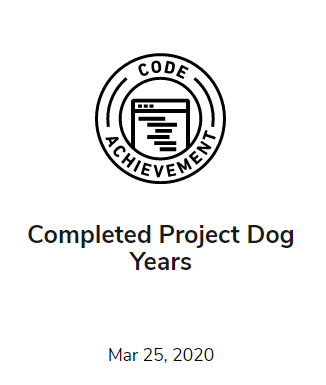 CODE
ACHIEVEMENT
Completed Project Dog
Years
Mar 25, 2020